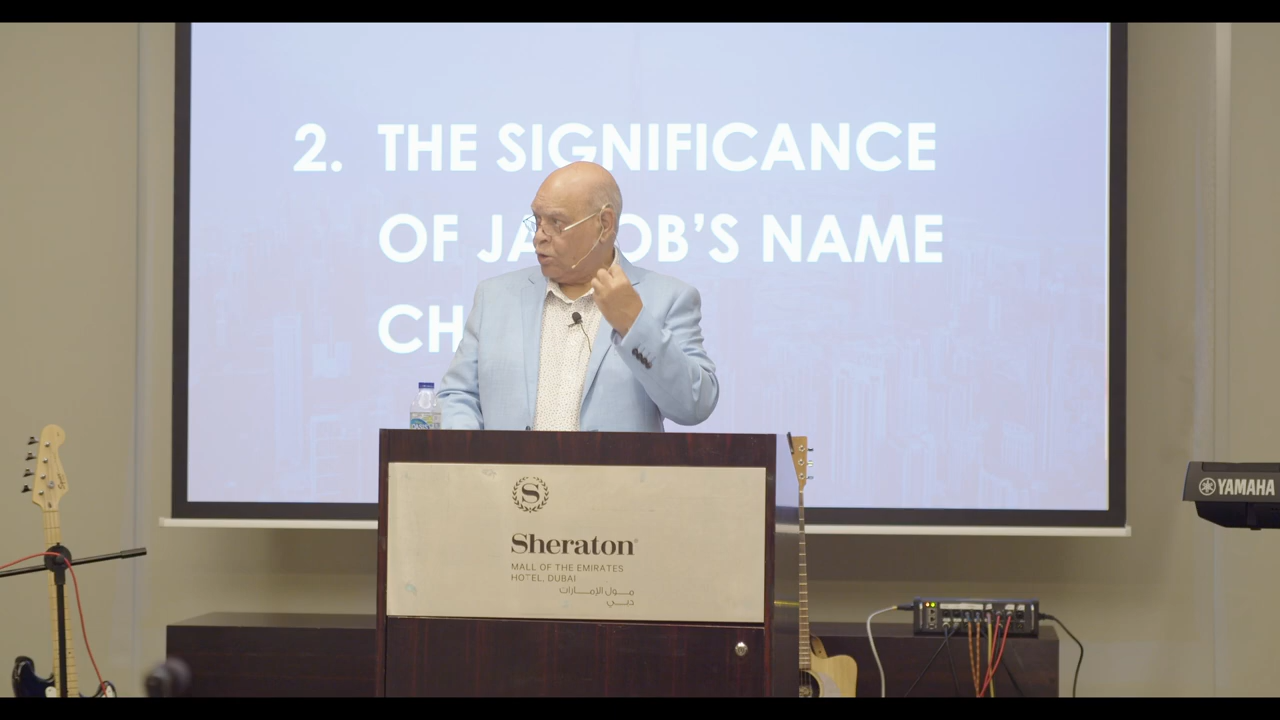 2. THE SIGNIFICANCE
OF JA OB'S NAME
CH
S
Sheraton
MALL OF THE EMIRATES
HOTEL, DUBAI
مول الإمارات
دبي
YAMAHA